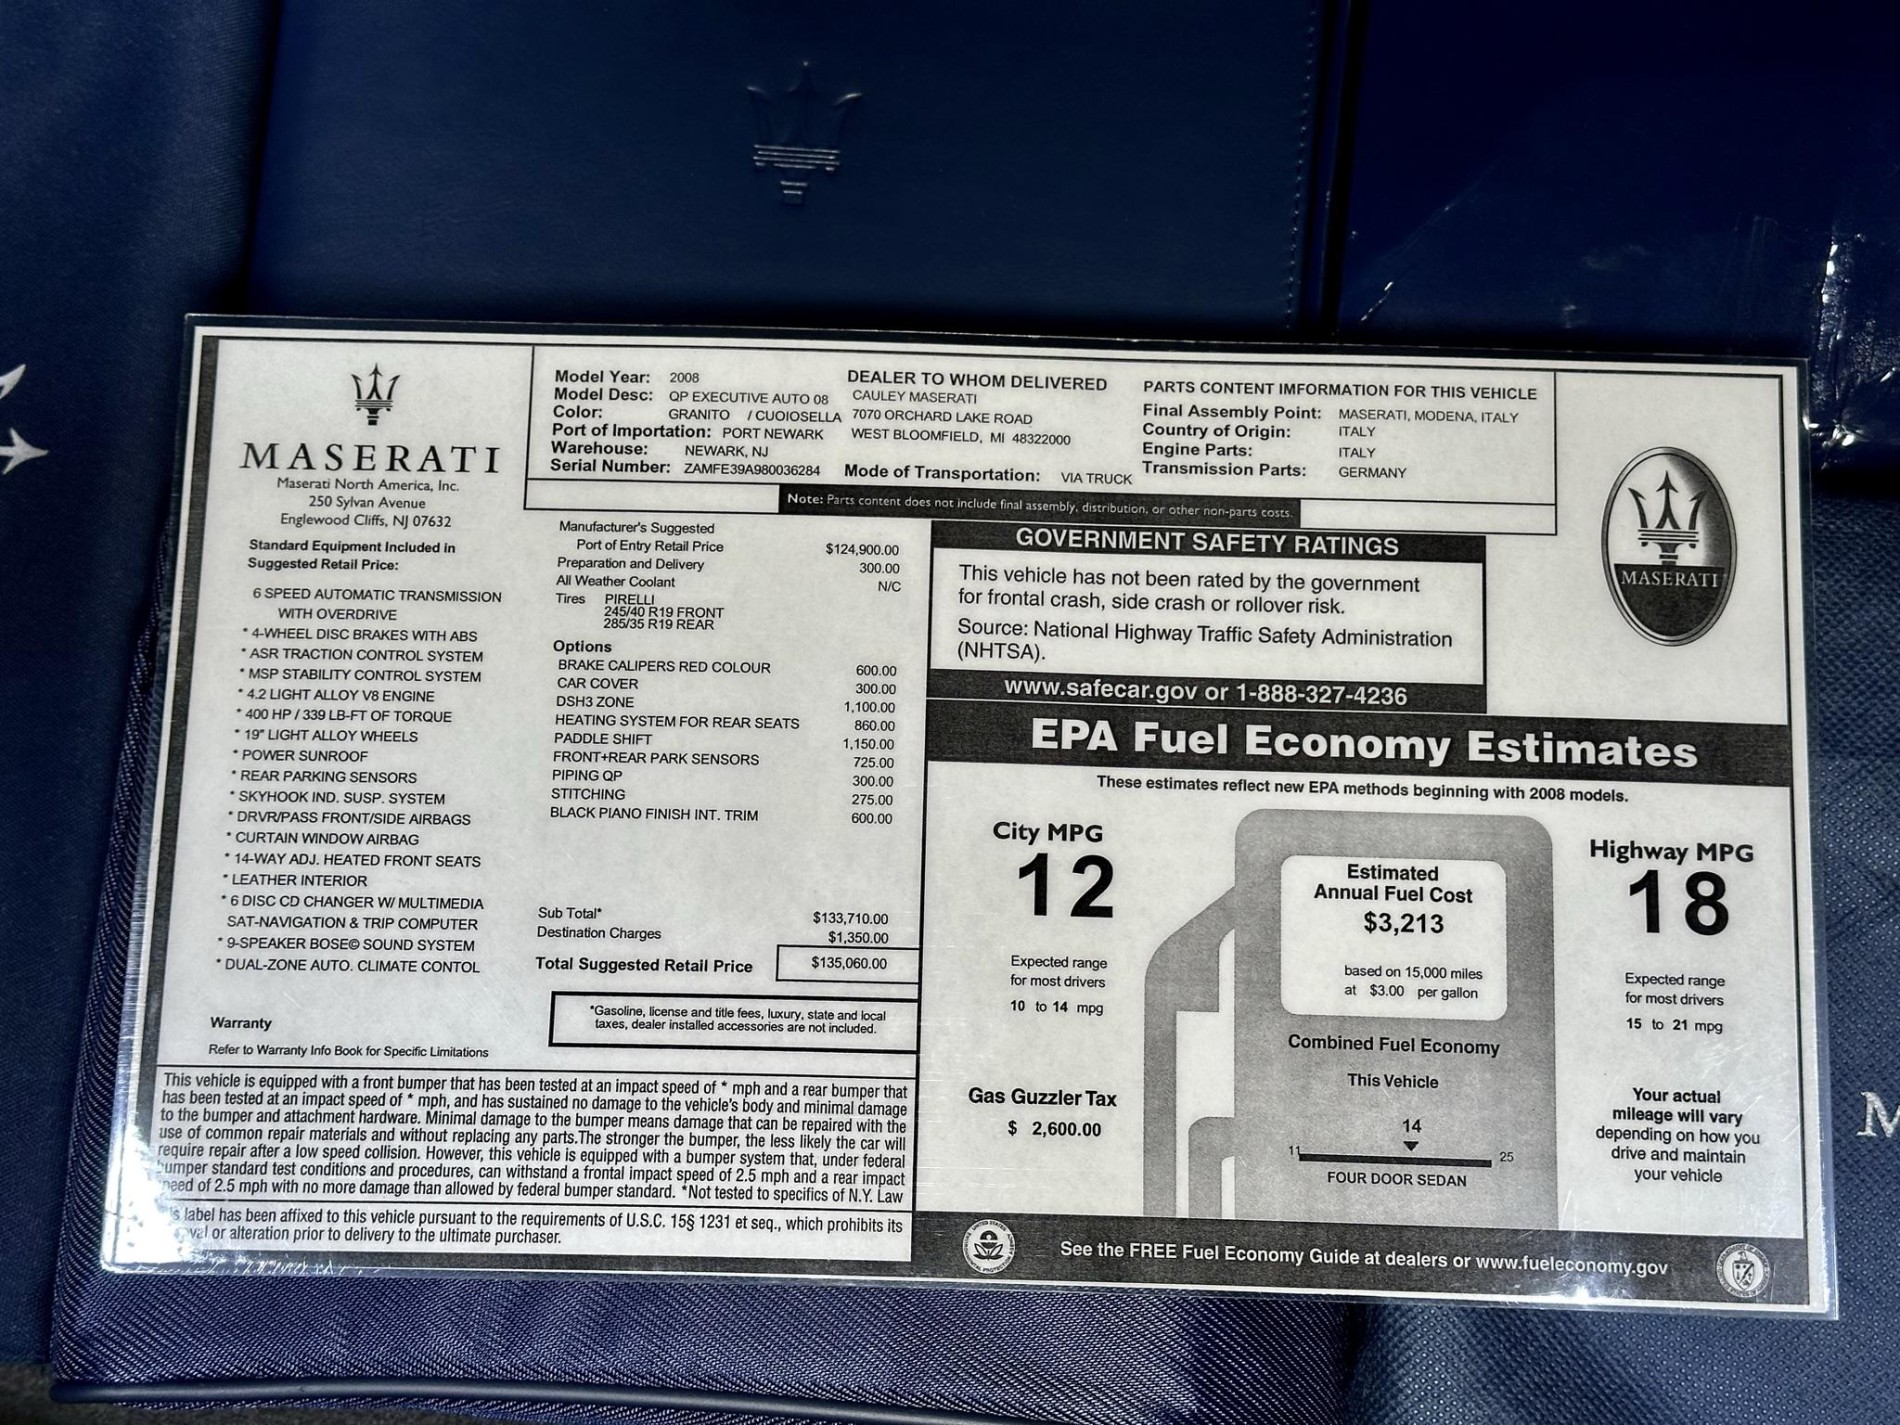 MASERATI
Maserati North America, Inc.
250 Sylvan Avenue
Englewood Cliffs, NJ 07632
Standard Equipment Included in
Suggested Retail Price:
6 SPEED AUTOMATIC TRANSMISSION
WITH OVERDRIVE
* 4-WHEEL DISC BRAKES WITH ABS
* ASR TRACTION CONTROL SYSTEM
* MSP STABILITY CONTROL SYSTEM
* 4.2 LIGHT ALLOY V8 ENGINE
* 400 HP / 339 LB-FT OF TORQUE
* 19" LIGHT ALLOY WHEELS
* POWER SUNROOF
* REAR PARKING SENSORS
* SKYHOOK IND. SUSP. SYSTEM
* DRVR/PASS FRONT/SIDE AIRBAGS
* CURTAIN WINDOW AIRBAG
* 14-WAY ADJ. HEATED FRONT SEATS
* LEATHER INTERIOR
* 6 DISC CD CHANGER W/ MULTIMEDIA
SAT-NAVIGATION & TRIP COMPUTER
* 9-SPEAKER BOSE© SOUND SYSTEM
* DUAL-ZONE AUTO. CLIMATE CONTOL
Warranty
Refer to Warranty Info Book for Specific Limitations
Model Year: 2008
Model Desc: QP EXECUTIVE AUTO 08
Color: GRANITO / CUOIOSELLA
Port of Importation: PORT NEWARK
Warehouse: NEWARK, NJ
Serial Number: ZAMFE39A980036284
DEALER TO WHOM DELIVERED
CAULEY MASERATI
7070 ORCHARD LAKE ROAD
WEST BLOOMFIELD, MI 48322000
Mode of Transportation: VIA TRUCK
PARTS CONTENT IMFORMATION FOR THIS VEHICLE
Final Assembly Point: MASERATI, MODENA, ITALY
Country of Origin: ITALY
Engine Parts: ITALY
Transmission Parts: GERMANY
Note: Parts content does not include final assembly, distribution, or other non-parts costs.
Manufacturer's Suggested
Port of Entry Retail Price $124,900.00
Preparation and Delivery 300.00
All Weather Coolant N/C
Tires PIRELLI
245/40 R19 FRONT
285/35 R19 REAR
Options
BRAKE CALIPERS RED COLOUR 600.00
CAR COVER 300.00
DSH3 ZONE 1,100.00
HEATING SYSTEM FOR REAR SEATS 860.00
PADDLE SHIFT 1,150.00
FRONT+REAR PARK SENSORS 725.00
PIPING QP 300.00
STITCHING 275.00
BLACK PIANO FINISH INT. TRIM 600.00
Sub Total* $133,710.00
Destination Charges $1,350.00
Total Suggested Retail Price $135,060.00
*Gasoline, license and title fees, luxury, state and local
taxes, dealer installed accessories are not included.
This vehicle is equipped with a front bumper that has been tested at an impact speed of * mph and a rear bumper that
has been tested at an impact speed of * mph, and has sustained no damage to the vehicle's body and minimal damage
to the bumper and attachment hardware. Minimal damage to the bumper means damage that can be repaired with the
use of common repair materials and without replacing any parts.The stronger the bumper, the less likely the car will
require repair after a low speed collision. However, this vehicle is equipped with a bumper system that, under federal
bumper standard test conditions and procedures, can withstand a frontal impact speed of 2.5 mph and a rear impact
speed of 2.5 mph with no more damage than allowed by federal bumper standard. *Not tested to specifics of N.Y. Law
label has been affixed to this vehicle pursuant to the requirements of U.S.C. 15§ 1231 et seq., which prohibits its
or alteration prior to delivery to the ultimate purchaser.
GOVERNMENT SAFETY RATINGS
This vehicle has not been rated by the government
for frontal crash, side crash or rollover risk.
Source: National Highway Traffic Safety Administration
(NHTSA).
www.safecar.gov or 1-888-327-4236
MASERATI
EPA Fuel Economy Estimates
These estimates reflect new EPA methods beginning with 2008 models.
City MPG
12
Expected range
for most drivers
10 to 14 mpg
Gas Guzzler Tax
$ 2,600.00
Estimated
Annual Fuel Cost
$3,213
based on 15,000 miles
at $3.00 per gallon
Combined Fuel Economy
This Vehicle
14
11 25
FOUR DOOR SEDAN
Highway MPG
18
Expected range
for most drivers
15 to 21 mpg
Your actual
mileage will vary
depending on how you
drive and maintain
your vehicle
See the FREE Fuel Economy Guide at dealers or www.fueleconomy.gov
M